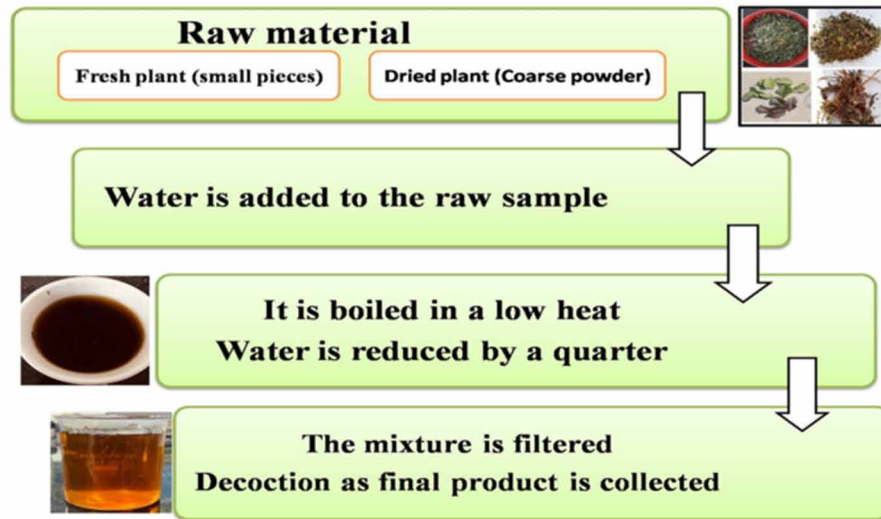 Raw material
Fresh plant (small pieces)
Dried plant (Coarse powder)
Water is added to the raw sample
It is boiled in a low heat
Water is reduced by a quarter
The mixture is filtered
Decoction as final product is collected